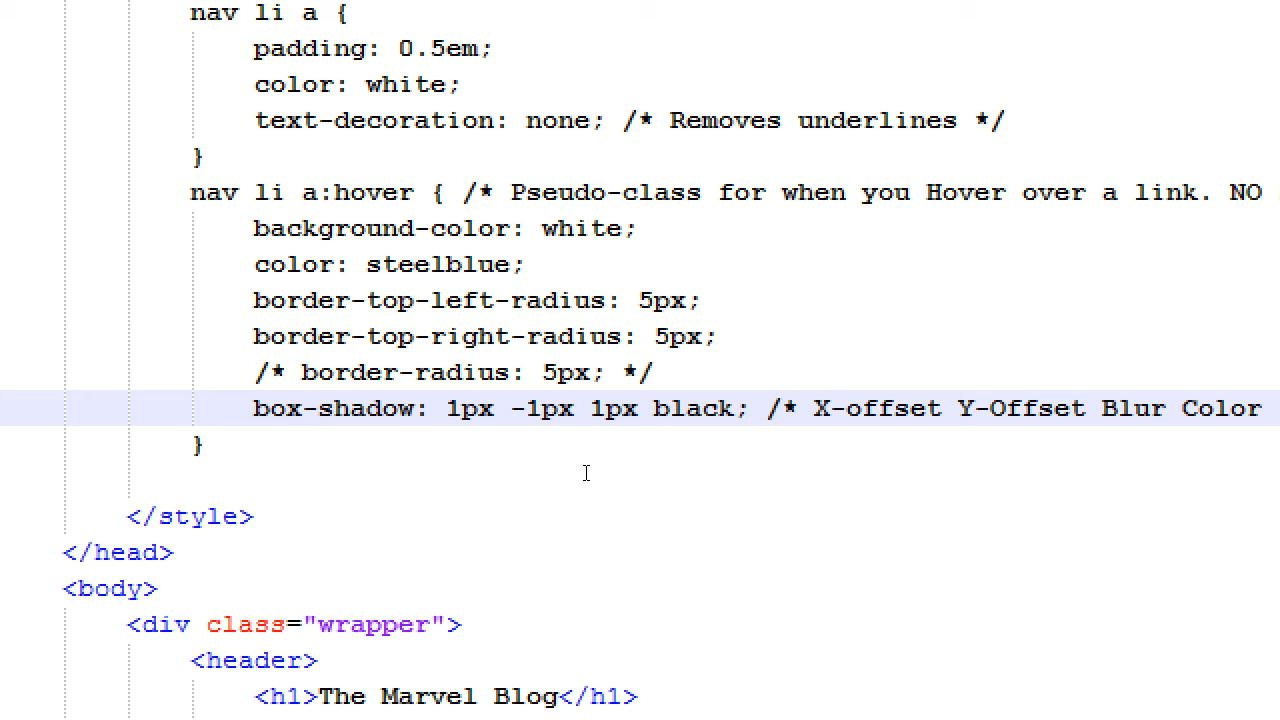 nav li a {
padding: 0.5em;
color: white;
text-decoration: none; /* Removes underlines */
}
nav li a:hover { /* Pseudo-class for when you Hover over a link. NO
background-color: white;
color: steelblue;
border-top-left-radius: 5px;
border-top-right-radius: 5px;
/* border-radius: 5px; */
box-shadow: 1px -1px 1px black; /* X-offset Y-Offset Blur Color
}
</style>
</head>
<body>
<div class="wrapper">
<header>
<h1>The Marvel Blog</h1>